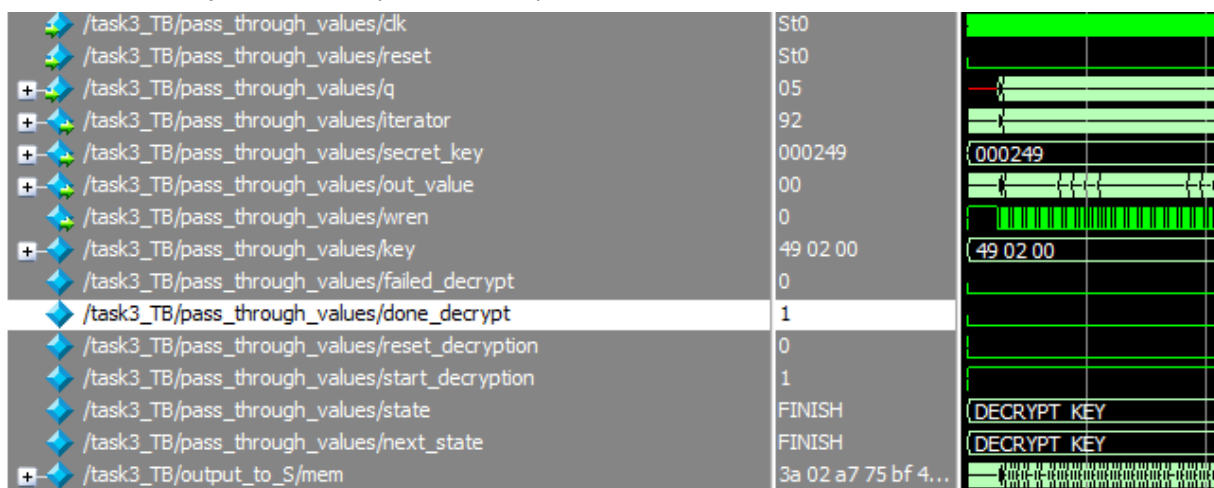 /task3_TB/pass_through_values/clk St0
/task3_TB/pass_through_values/reset St0
/task3_TB/pass_through_values/q 05
/task3_TB/pass_through_values/iterator 92
/task3_TB/pass_through_values/secret_key 000249 000249
/task3_TB/pass_through_values/out_value 00
/task3_TB/pass_through_values/wren 0
/task3_TB/pass_through_values/key 49 02 00 49 02 00
/task3_TB/pass_through_values/failed_decrypt 0
/task3_TB/pass_through_values/done_decrypt 1
/task3_TB/pass_through_values/reset_decryption 0
/task3_TB/pass_through_values/start_decryption 1
/task3_TB/pass_through_values/state FINISH DECRYPT_KEY
/task3_TB/pass_through_values/next_state FINISH DECRYPT_KEY
/task3_TB/output_to_S/mem 3a 02 a7 75 bf 4...